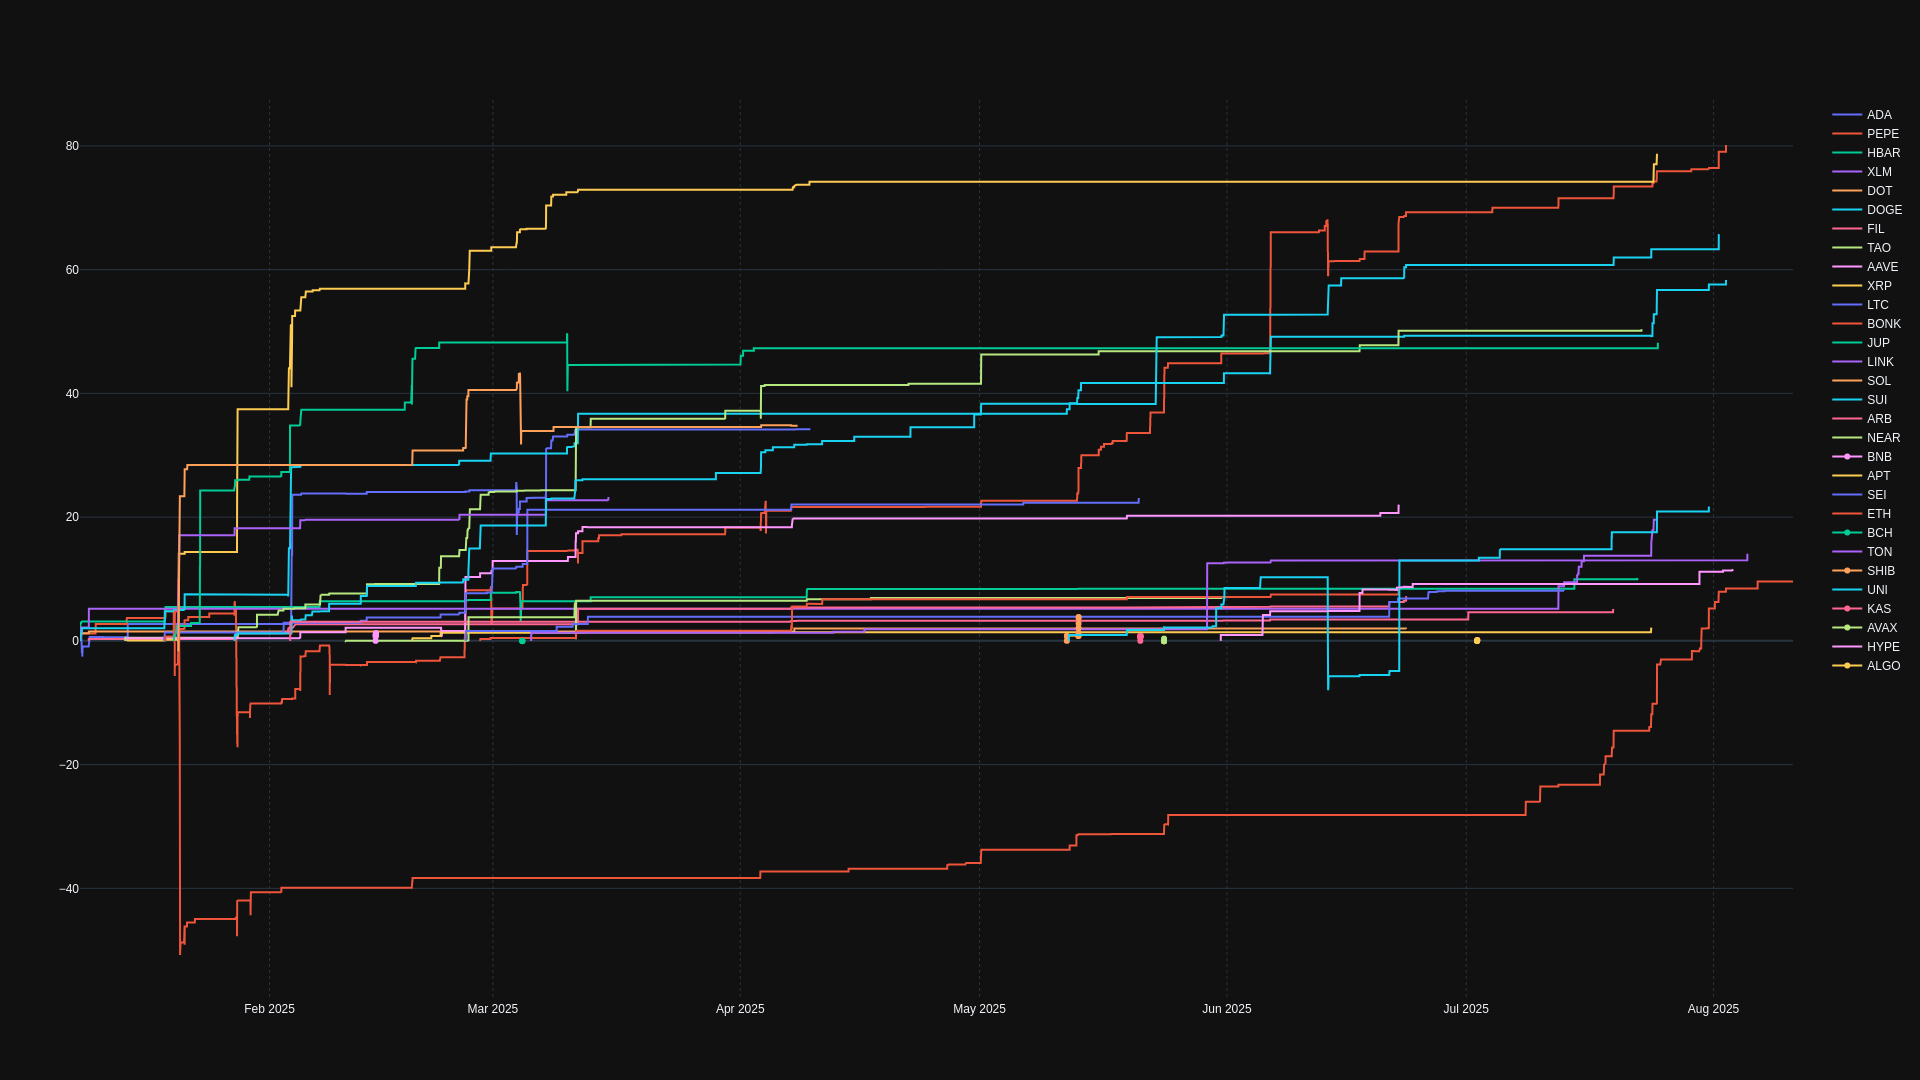 80
60
40
20
0
−20
−40
Feb 2025
Mar 2025
Apr 2025
May 2025
Jun 2025
Jul 2025
Aug 2025
ADA
PEPE
HBAR
XLM
DOT
DOGE
FIL
TAO
AAVE
XRP
LTC
BONK
JUP
LINK
SOL
SUI
ARB
NEAR
BNB
APT
SEI
ETH
BCH
TON
SHIB
UNI
KAS
AVAX
HYPE
ALGO